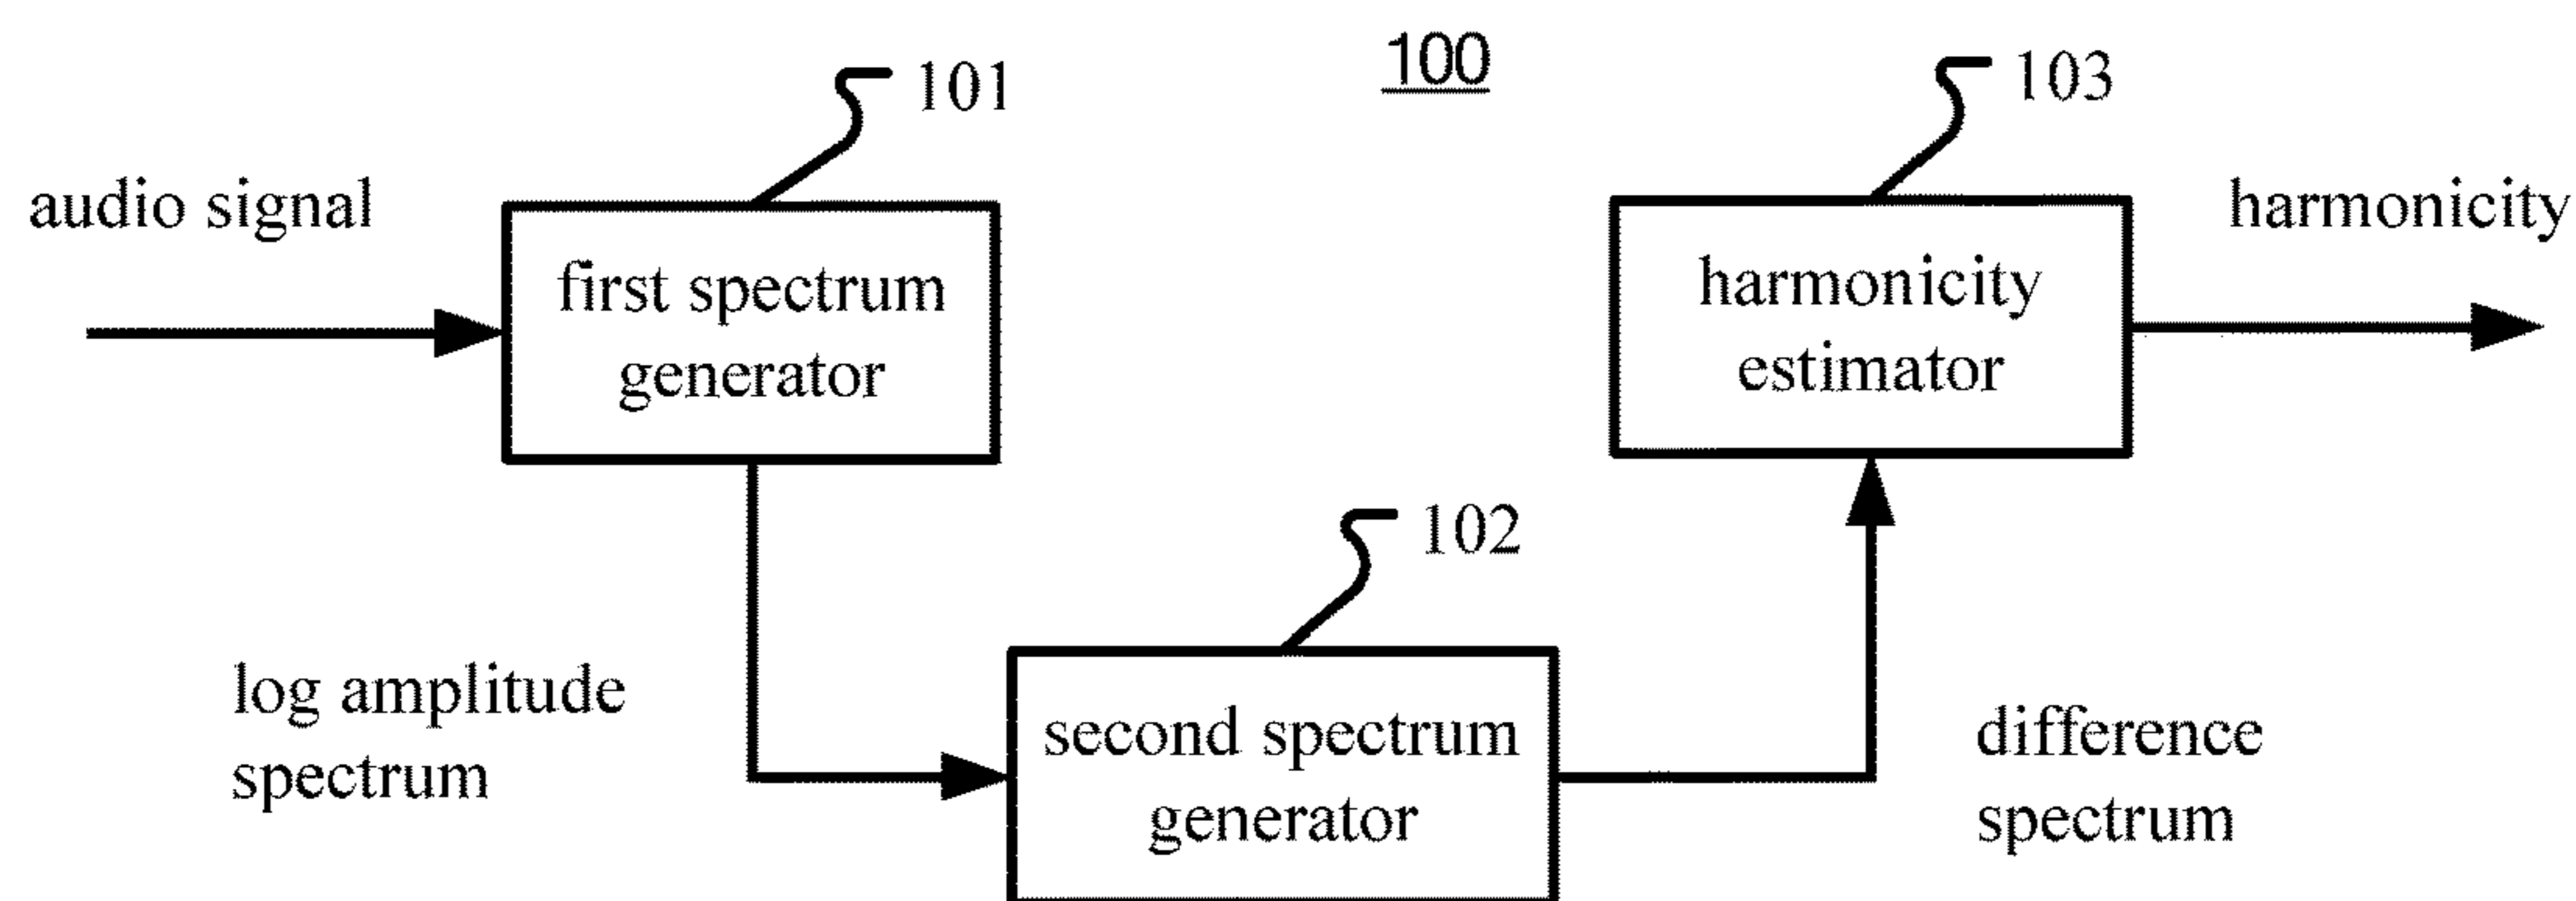 100
101
103
audio signal
first spectrum
generator
harmonicity
estimator
harmonicity
102
log amplitude
spectrum
second spectrum
generator
difference
spectrum